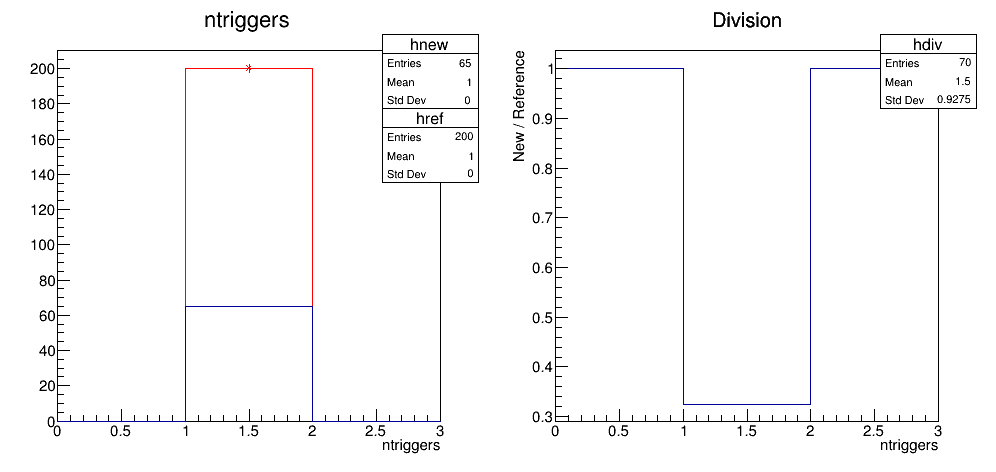 ntriggers
hnew
Entries 65
Mean 1
Std Dev 0
href
Entries 200
Mean 1
Std Dev 0
200
180
160
140
120
100
80
60
40
20
0
0 0.5 1 1.5 2 2.5 3
ntriggers
Division
hdiv
Entries 70
Mean 1.5
Std Dev 0.9275
New / Reference
1
0.9
0.8
0.7
0.6
0.5
0.4
0.3
0 0.5 1 1.5 2 2.5 3
ntriggers